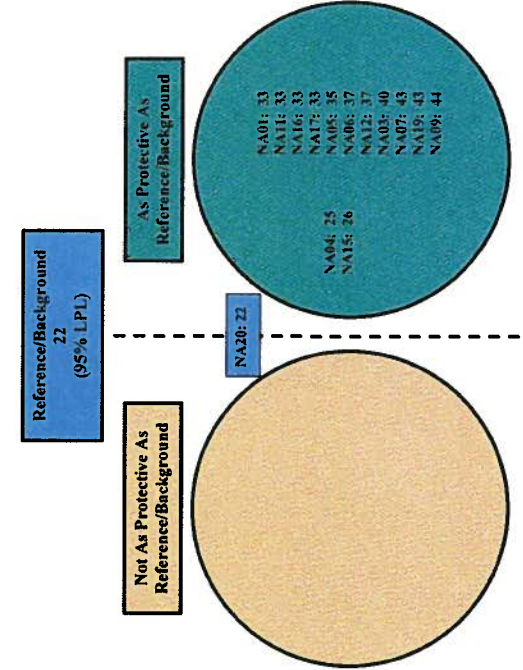 Reference/Background
22
(95% LPL)
Not As Protective As
Reference/Background
As Protective As
Reference/Background
NA20: 22
NA04: 25
NA15: 26
NA01: 33
NA11: 33
NA16: 33
NA17: 33
NA05: 35
NA06: 37
NA12: 37
NA03: 40
NA07: 43
NA19: 43
NA09: 44